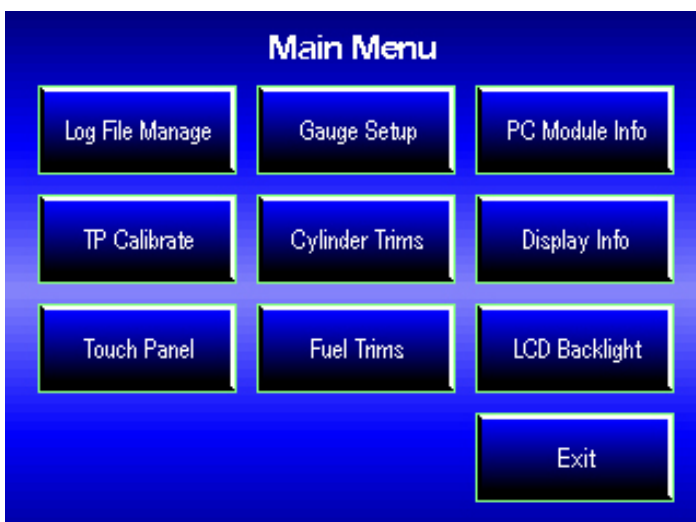 Main Menu
Log File Manage
Gauge Setup
PC Module Info
TP Calibrate
Cylinder Trims
Display Info
Touch Panel
Fuel Trims
LCD Backlight
Exit